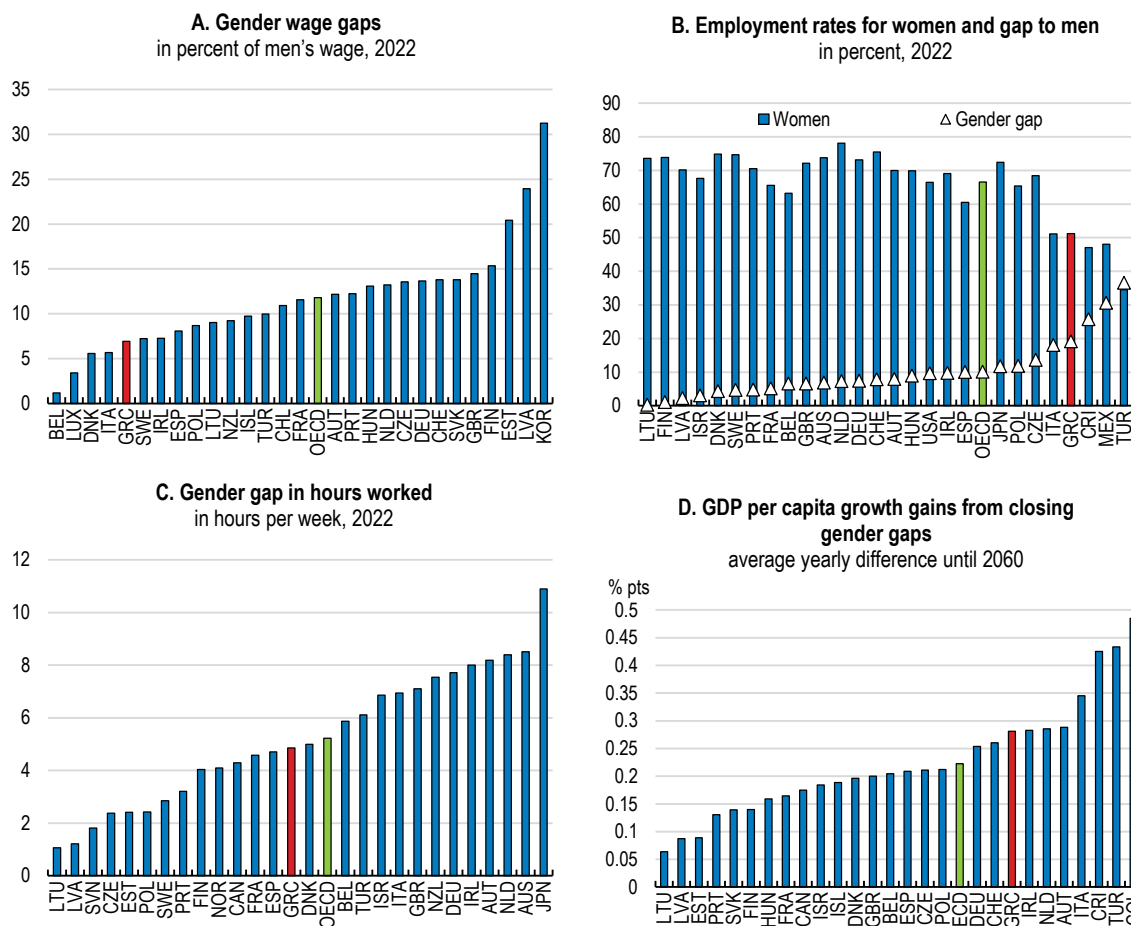 A. Gender wage gaps
in percent of men's wage, 2022
35
30
25
20
15
10
5
0
BEL LUX DNK ITA GRC SWE IRL ESP POL LTU NZL ISL TUR CHL FRA OECD AUT PRT HUN NLD CZE DEU CHE SVK GBR FIN EST LVA KOR
B. Employment rates for women and gap to men
in percent, 2022
Women Gender gap
90
80
70
60
50
40
30
20
10
0
LTU FIN LVA ISR DNK SWE PRT FRA BEL GBR AUS NLD DEU CHE AUT HUN USA IRL ESP OECD JPN POL CZE ITA GRC CRI MEX TUR
C. Gender gap in hours worked
in hours per week, 2022
12
10
8
6
4
2
0
LTU LVA SVN CZE EST POL SWE PRT FIN NOR CAN FRA ESP GRC DNK OECD BEL TUR ISR ITA GBR NZL DEU IRL AUT NLD AUS JPN
D. GDP per capita growth gains from closing
gender gaps
average yearly difference until 2060
% pts
0.5
0.45
0.4
0.35
0.3
0.25
0.2
0.15
0.1
0.05
0
LTU LVA EST PRT SVK FIN HUN FRA CAN ISR ISL DNK GBR BEL ESP CZE POL OECD DEU CHE GRC IRL NLD AUT ITA CRI TUR